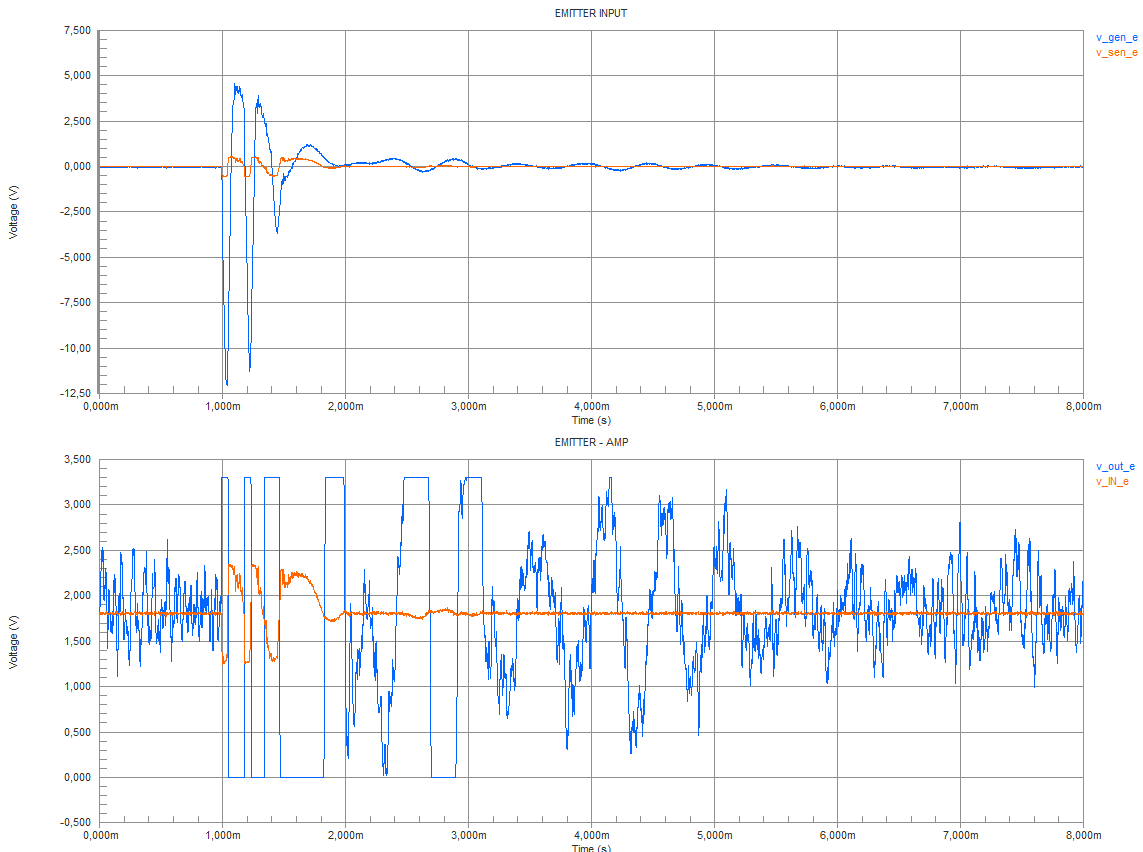 EMITTER INPUT
7,500
v_gen_e
v_sen_e
5,000
2,500
0,000
Voltage (V)
-2,500
-5,000
-7,500
-10,00
-12,50
0,000m 1,000m 2,000m 3,000m 4,000m 5,000m 6,000m 7,000m 8,000m
Time (s)
EMITTER - AMP
3,500
v_out_e
v_IN_e
3,000
2,500
2,000
Voltage (V)
1,500
1,000
0,500
0,000
-0,500
0,000m 1,000m 2,000m 3,000m 4,000m 5,000m 6,000m 7,000m 8,000m
Time (s)